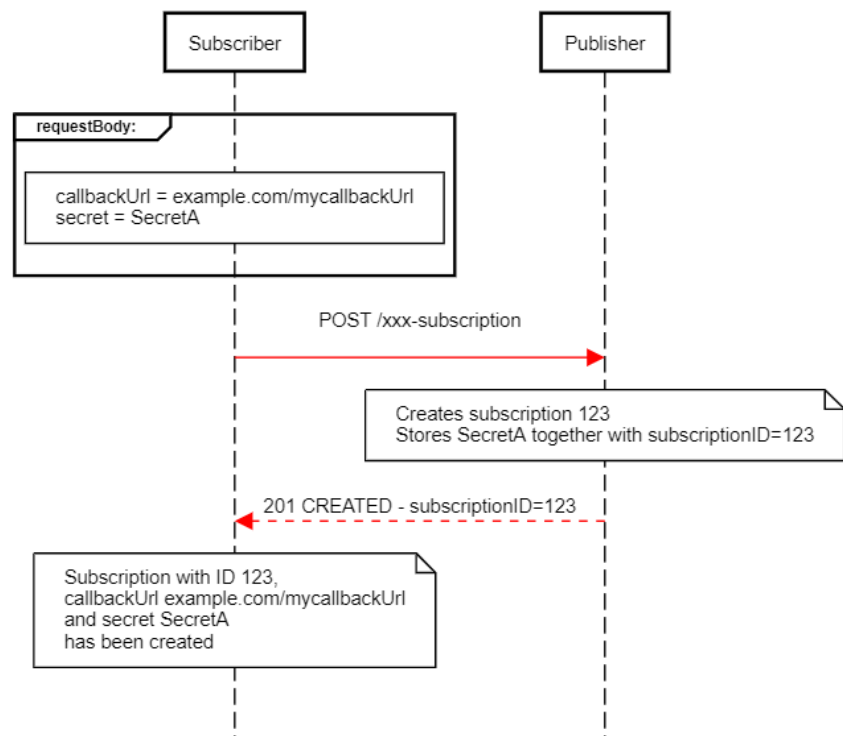 Subscriber
Publisher
requestBody:
callbackUrl = example.com/mycallbackUrl
secret = SecretA
POST /xxx-subscription
Creates subscription 123
Stores SecretA together with subscriptionID=123
201 CREATED - subscriptionID=123
Subscription with ID 123,
callbackUrl example.com/mycallbackUrl
and secret SecretA
has been created